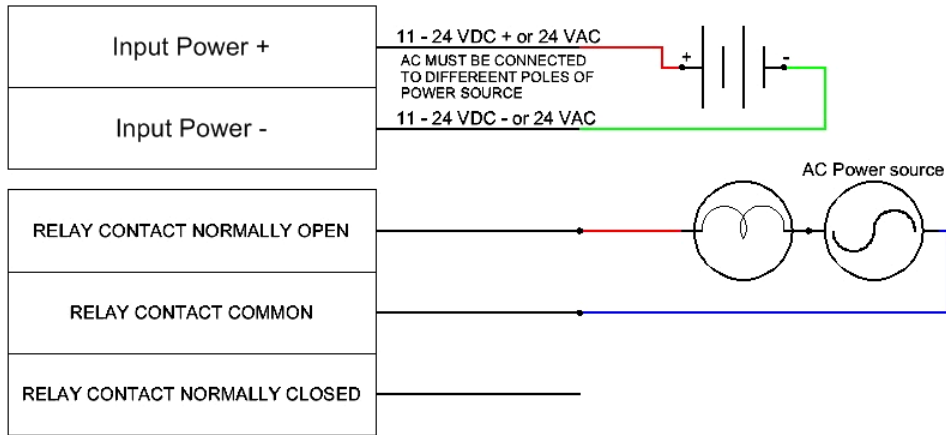 Input Power +
11 - 24 VDC + or 24 VAC
AC MUST BE CONNECTED
TO DIFFEREENT POLES OF
POWER SOURCE
+
-
Input Power -
11 - 24 VDC - or 24 VAC
AC Power source
RELAY CONTACT NORMALLY OPEN
RELAY CONTACT COMMON
RELAY CONTACT NORMALLY CLOSED